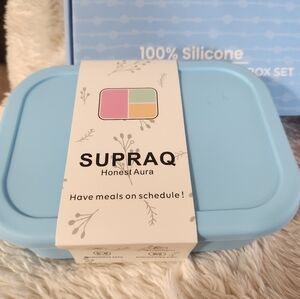 100% Silicone
BOX SET
SUPRAQ
Honest Aura
Have meals on schedule!